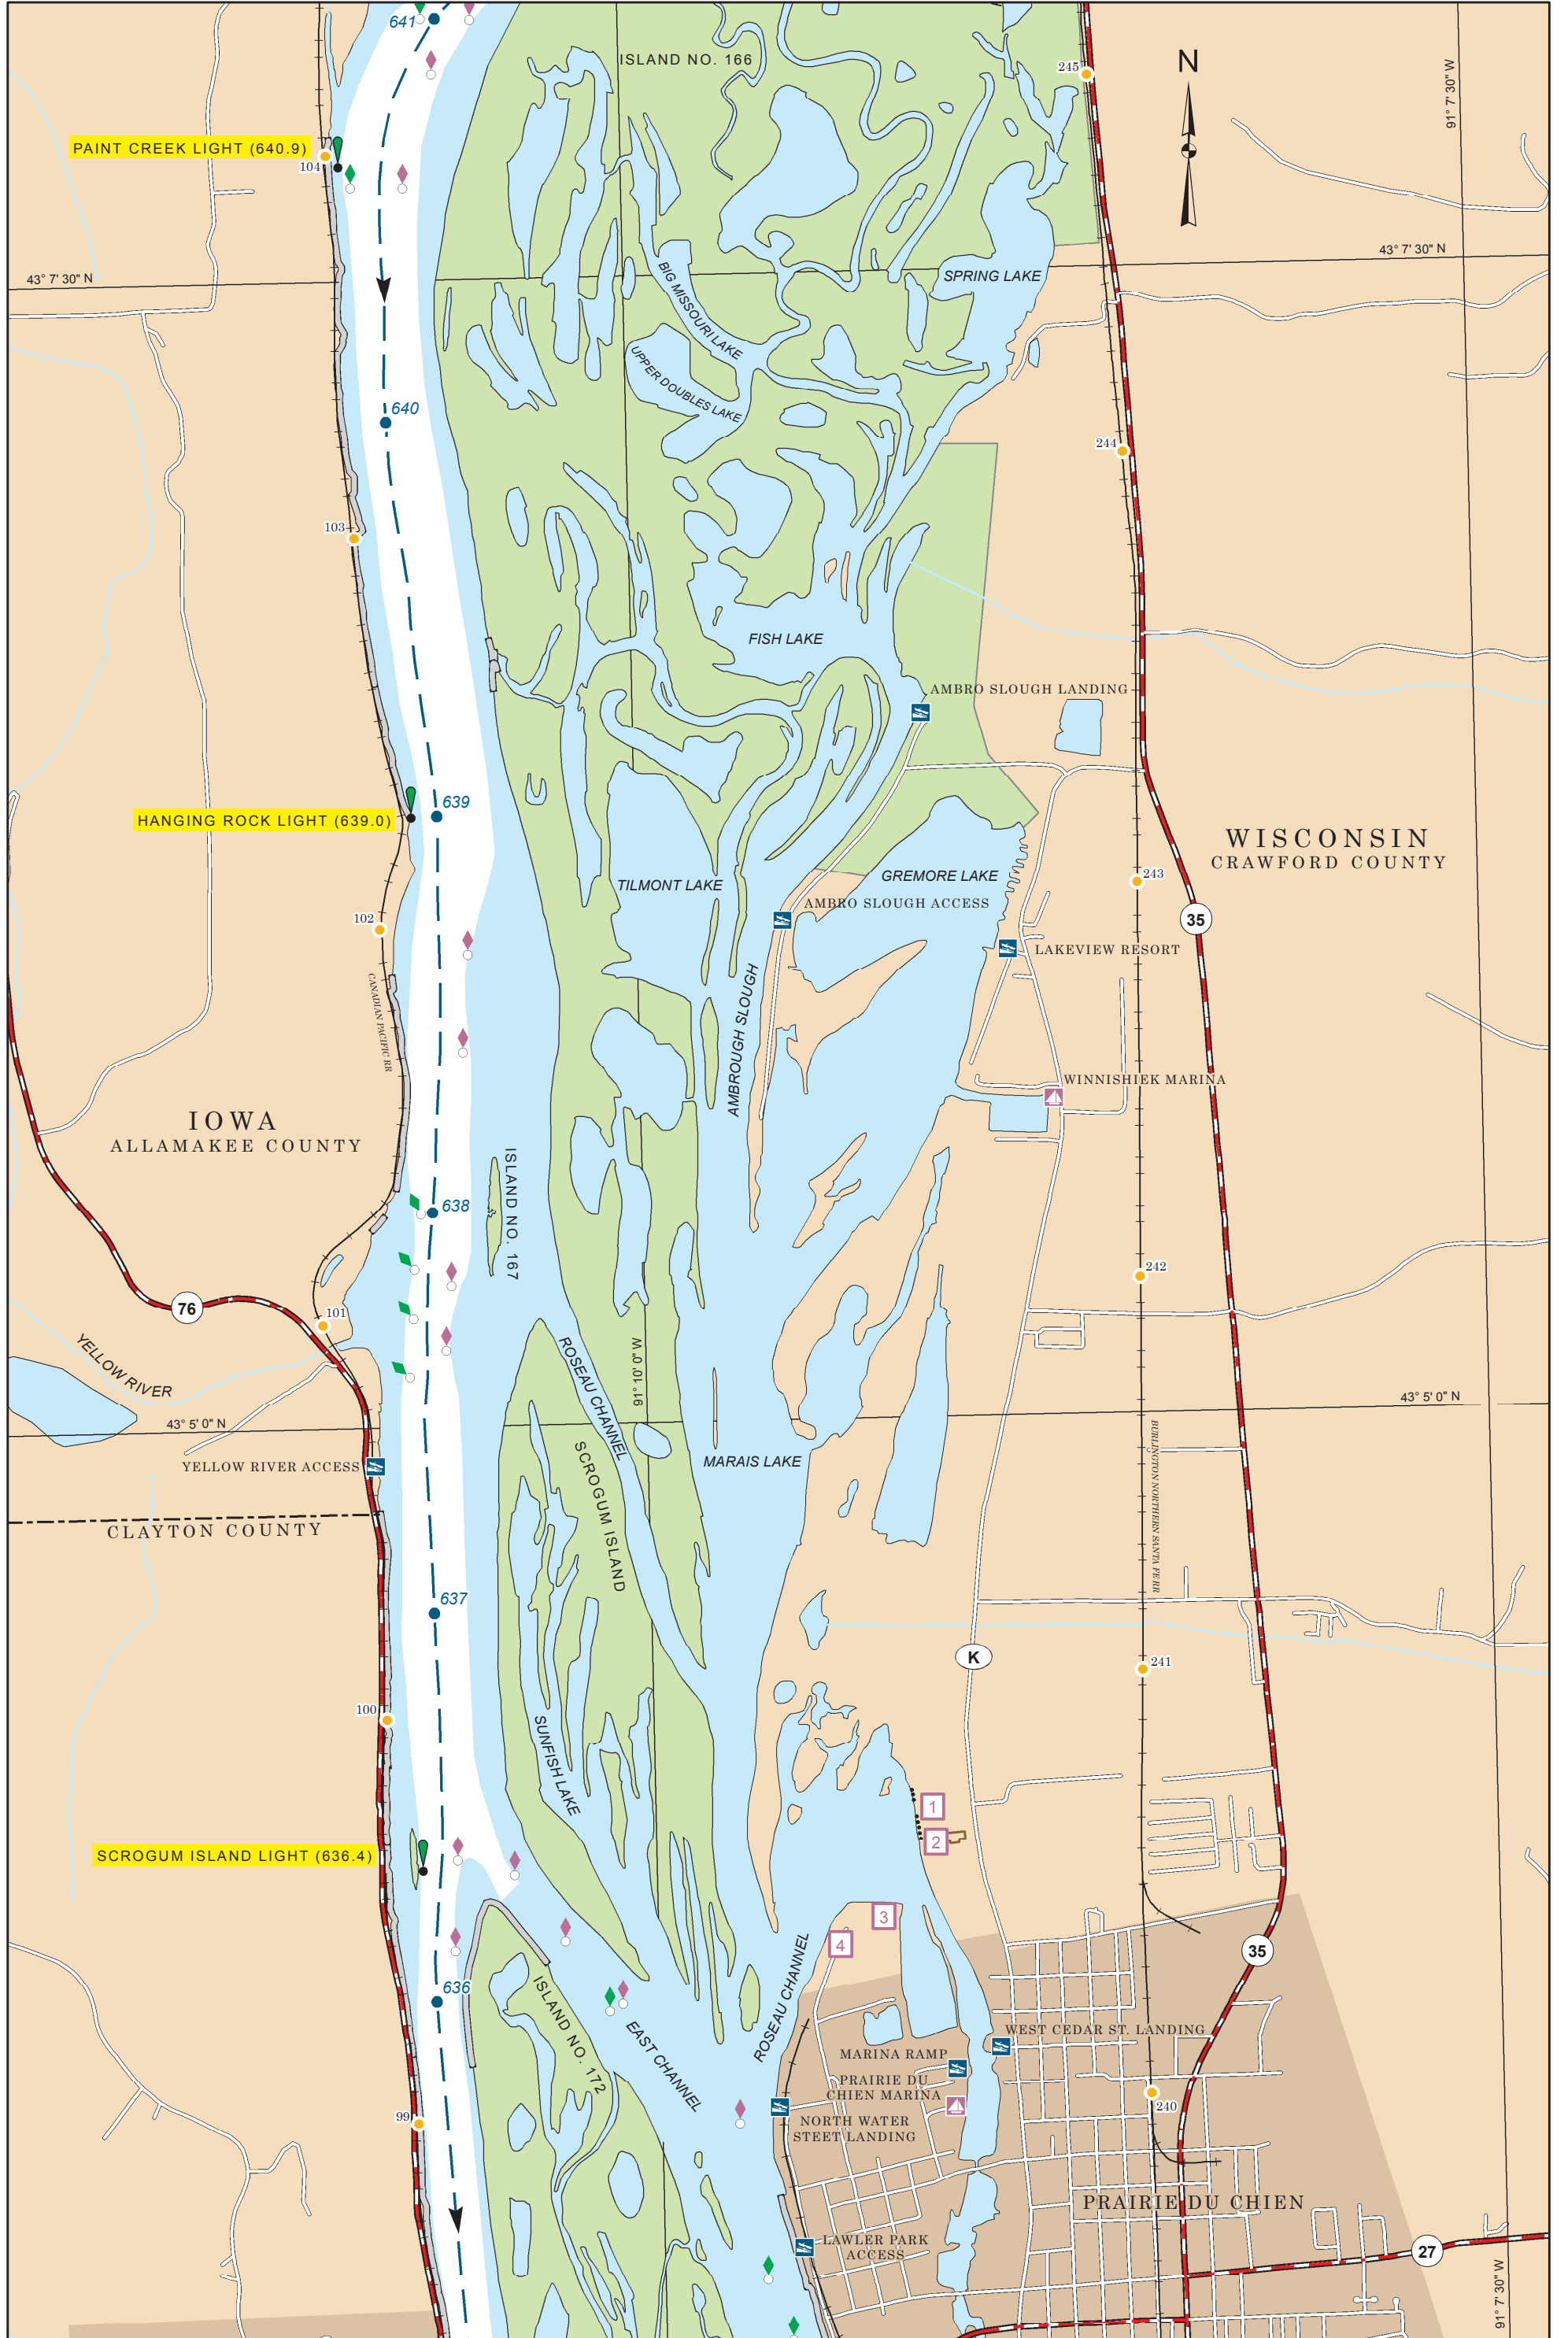 641
ISLAND NO. 166
245
N
91° 7' 30" W
PAINT CREEK LIGHT (640.9)
104
43° 7' 30" N
43° 7' 30" N
SPRING LAKE
BIG MISSOURI LAKE
UPPER DOUBLES LAKE
640
244
103
FISH LAKE
AMBRO SLOUGH LANDING
639
HANGING ROCK LIGHT (639.0)
WISCONSIN
CRAWFORD COUNTY
TILMONT LAKE
GREMORE LAKE
243
AMBRO SLOUGH ACCESS
102
35
LAKEVIEW RESORT
CANADIAN PACIFIC RR
AMBROUGH SLOUGH
WINNISHIEK MARINA
IOWA
ALLAMAKEE COUNTY
ISLAND NO. 167
638
242
76
101
YELLOW RIVER
ROSEAU CHANNEL
91° 10' 0" W
43° 5' 0" N
43° 5' 0" N
YELLOW RIVER ACCESS
SCROGUM ISLAND
MARAIS LAKE
BURLINGTON NORTHERN SANTA FE RR
CLAYTON COUNTY
637
K
241
100
SUNFISH LAKE
1
2
SCROGUM ISLAND LIGHT (636.4)
3
4
35
636
ISLAND NO. 172
EAST CHANNEL
ROSEAU CHANNEL
WEST CEDAR ST. LANDING
MARINA RAMP
PRAIRIE DU
CHIEN MARINA
240
99
NORTH WATER
STEET LANDING
PRAIRIE DU CHIEN
LAWLER PARK
ACCESS
27
91° 7' 30" W